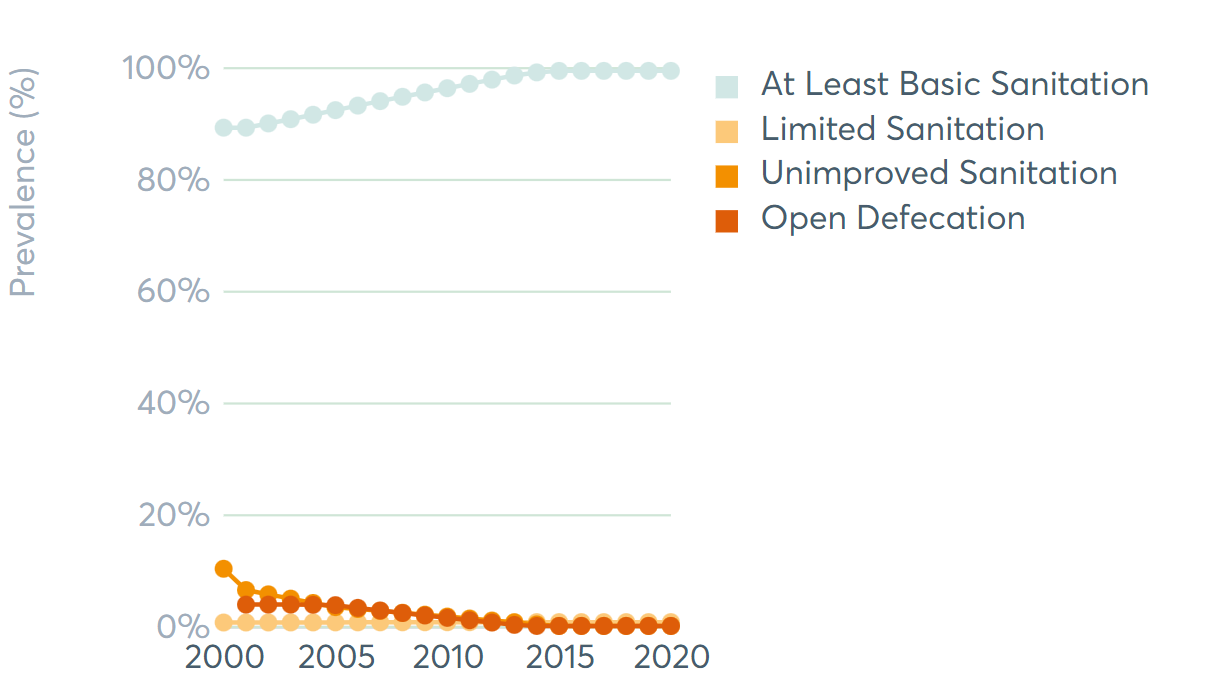 Prevalence (%)
100%
80%
60%
40%
20%
0%
2000 2005 2010 2015 2020
At Least Basic Sanitation
Limited Sanitation
Unimproved Sanitation
Open Defecation